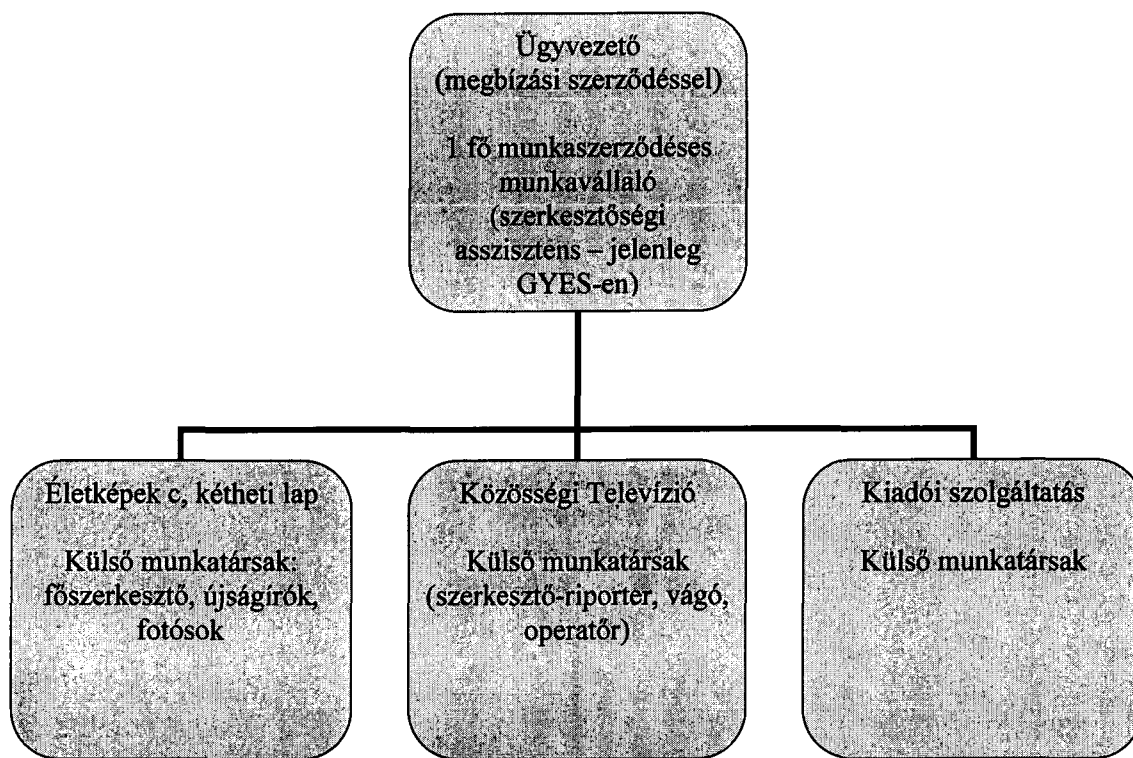 Ügyvezető
(megbízási szerződéssel)
1 fő munkaszerződéses
munkavállaló
(szerkesztőségi
asszisztens – jelenleg
GYES-en)
Életképek c, kétheti lap
Külső munkatársak:
főszerkesztő, újságírók,
fotósok
Közösségi Televízió
Külső munkatársak
(szerkesztő-riporter, vágó,
operatőr)
Kiadói szolgáltatás
Külső munkatársak